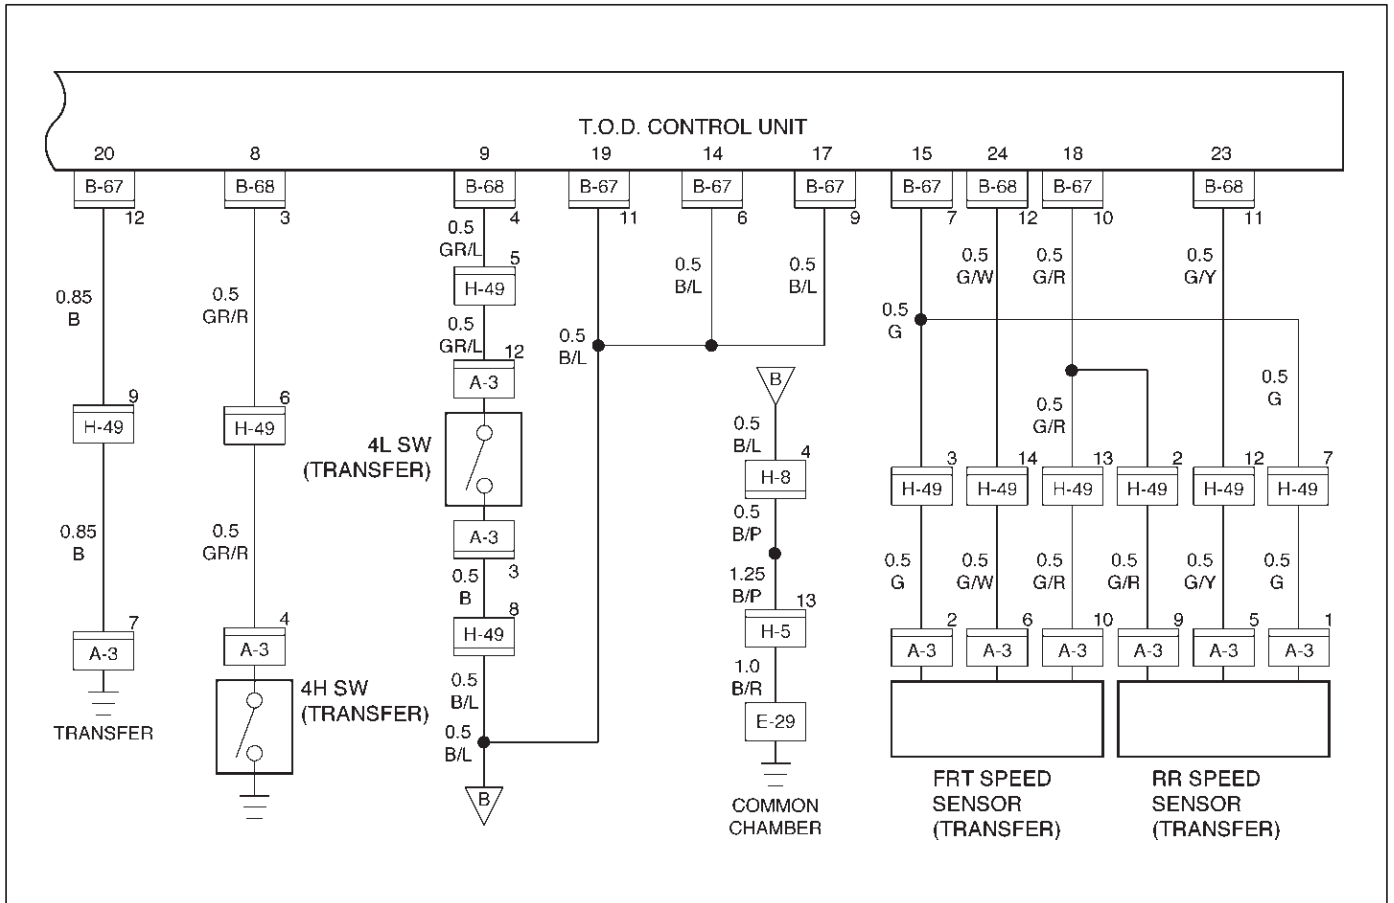 T.O.D. CONTROL UNIT
20 8 9 19 14 17 15 24 18 23
B-67 B-68 B-68 B-67 B-67 B-67 B-67 B-68 B-67 B-68
12 3 4 11 6 9 7 12 10 11
0.5
GR/L
5
H-49
0.5
G/W
0.5
G/R
0.5
G/Y
0.5
B/L
0.5
B/L
0.85
B
0.5
GR/R
0.5
GR/L
0.5
B/L
0.5
G
12
A-3
B
9
H-49
6
H-49
4L SW
(TRANSFER)
0.5
B/L
0.5
G/R
0.5
G
4
H-8
3 14 13 2 12 7
H-49 H-49 H-49 H-49 H-49 H-49
0.85
B
0.5
GR/R
A-3
3
0.5
B/P
0.5
B
1.25
B/P
0.5
G
0.5
G/W
0.5
G/R
0.5
G/R
0.5
G/Y
0.5
G
7
A-3
4
A-3
8
H-49
13
H-5
2 6 10 9 5 1
A-3 A-3 A-3 A-3 A-3 A-3
TRANSFER
4H SW
(TRANSFER)
0.5
B/L
0.5
B/L
1.0
B/R
E-29
B
COMMON
CHAMBER
FRT SPEED
SENSOR
(TRANSFER)
RR SPEED
SENSOR
(TRANSFER)